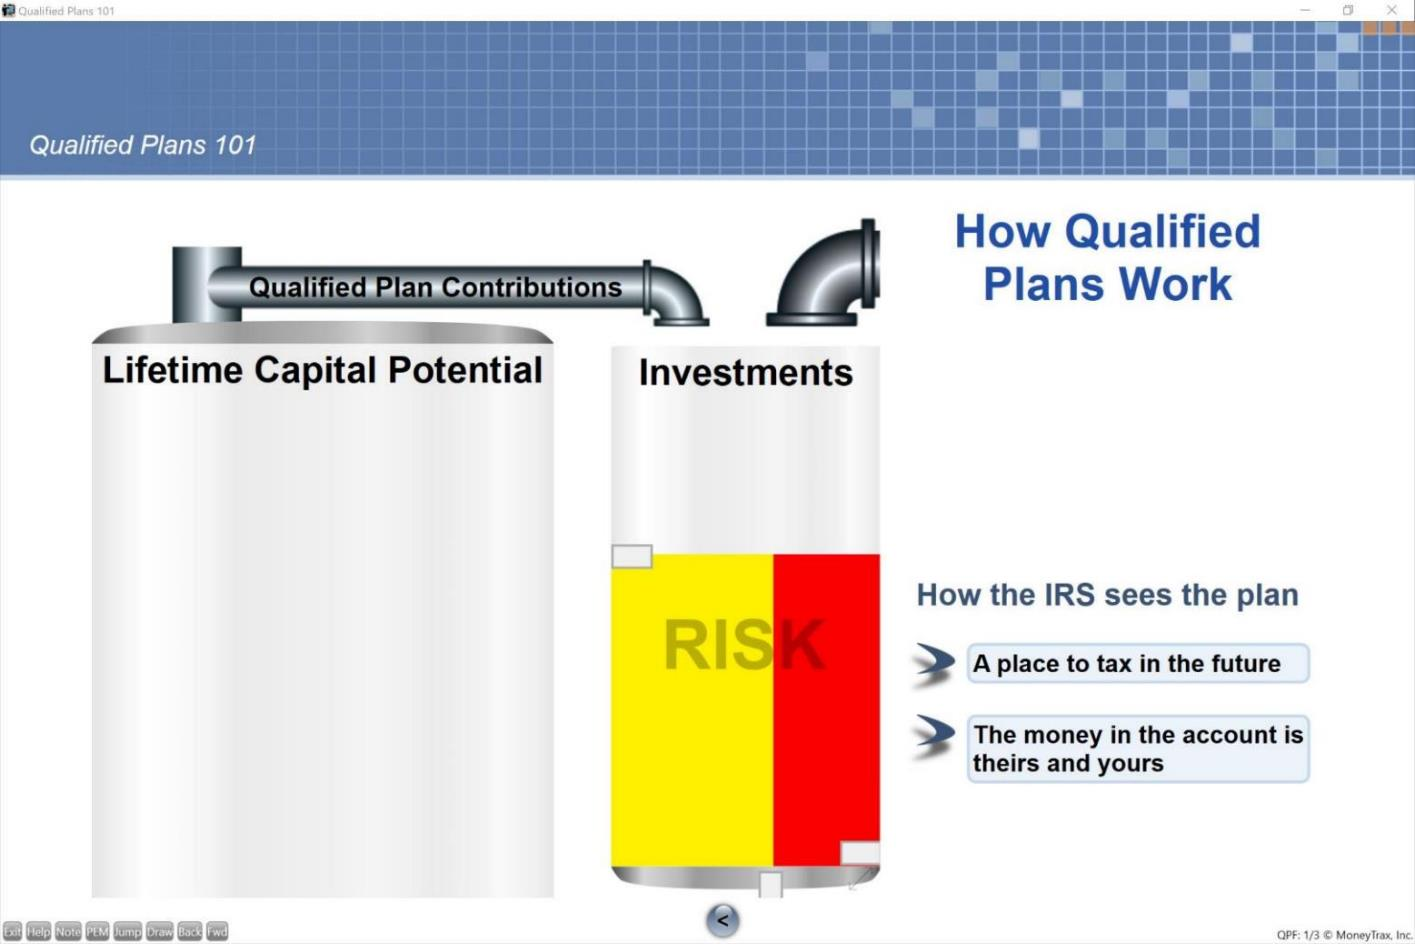 Qualified Plans 101
Qualified Plans 101
How Qualified
Plans Work
Qualified Plan Contributions
Lifetime Capital Potential
Investments
RISK
How the IRS sees the plan
A place to tax in the future
The money in the account is
theirs and yours
<
Exit Help Note PEM Jump Draw Back Fwd
QPF: 1/3 © MoneyTrax, Inc.